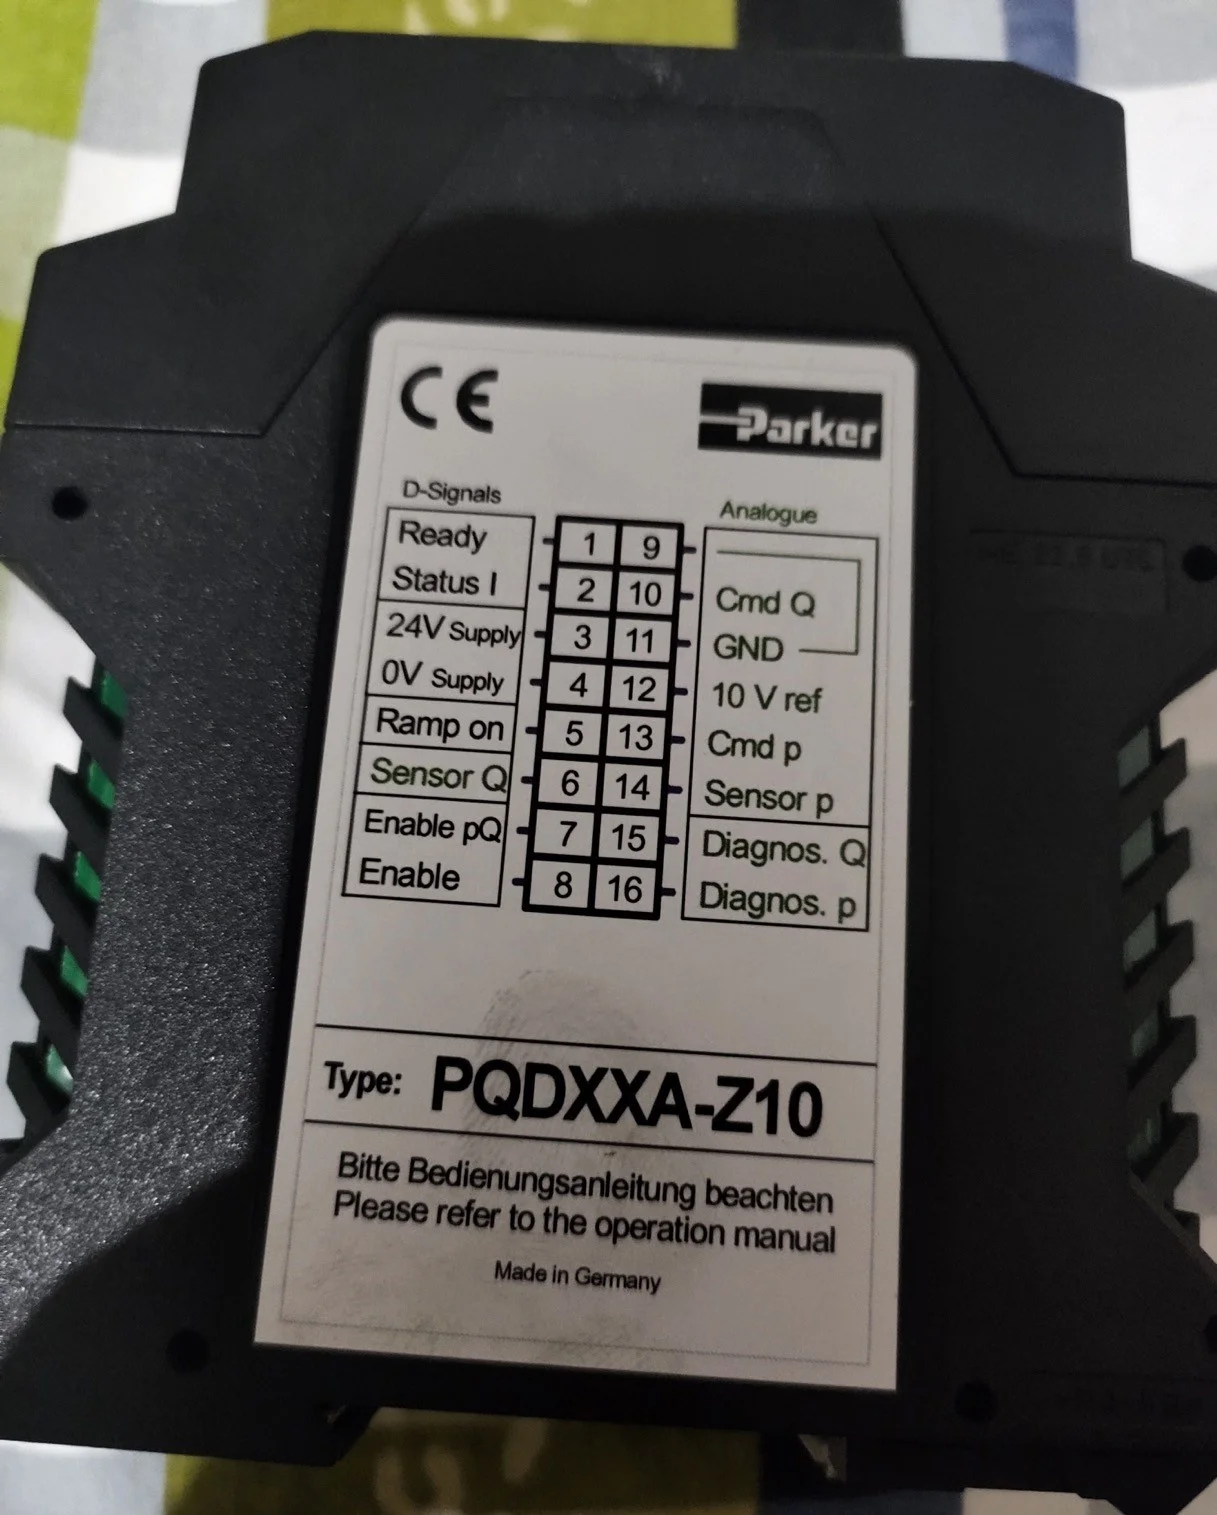 CE
Parker
D-Signals
Analogue
Ready 1 9
Status I 2 10 Cmd Q
24V Supply 3 11 GND
0V Supply 4 12 10 V ref
Ramp on 5 13 Cmd p
Sensor Q 6 14 Sensor p
Enable pQ 7 15 Diagnos. Q
Enable 8 16 Diagnos. p
Type: PQDXXA-Z10
Bitte Bedienungsanleitung beachten
Please refer to the operation manual
Made in Germany